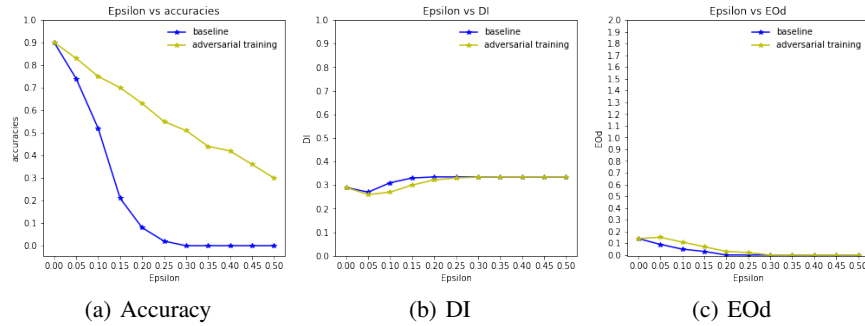 Epsilon vs accuracies
1.0
0.9
0.8
0.7
0.6
0.5
0.4
0.3
0.2
0.1
0.0
accuracies
baseline
adversarial training
0.00 0.05 0.10 0.15 0.20 0.25 0.30 0.35 0.40 0.45 0.50
Epsilon
(a) Accuracy
Epsilon vs DI
1.0
0.9
0.8
0.7
0.6
0.5
0.4
0.3
0.2
0.1
0.0
DI
baseline
adversarial training
0.00 0.05 0.10 0.15 0.20 0.25 0.30 0.35 0.40 0.45 0.50
Epsilon
(b) DI
Epsilon vs EOd
2.0
1.9
1.8
1.7
1.6
1.5
1.4
1.3
1.2
1.1
1.0
0.9
0.8
0.7
0.6
0.5
0.4
0.3
0.2
0.1
0.0
EOd
baseline
adversarial training
0.00 0.05 0.10 0.15 0.20 0.25 0.30 0.35 0.40 0.45 0.50
Epsilon
(c) EOd